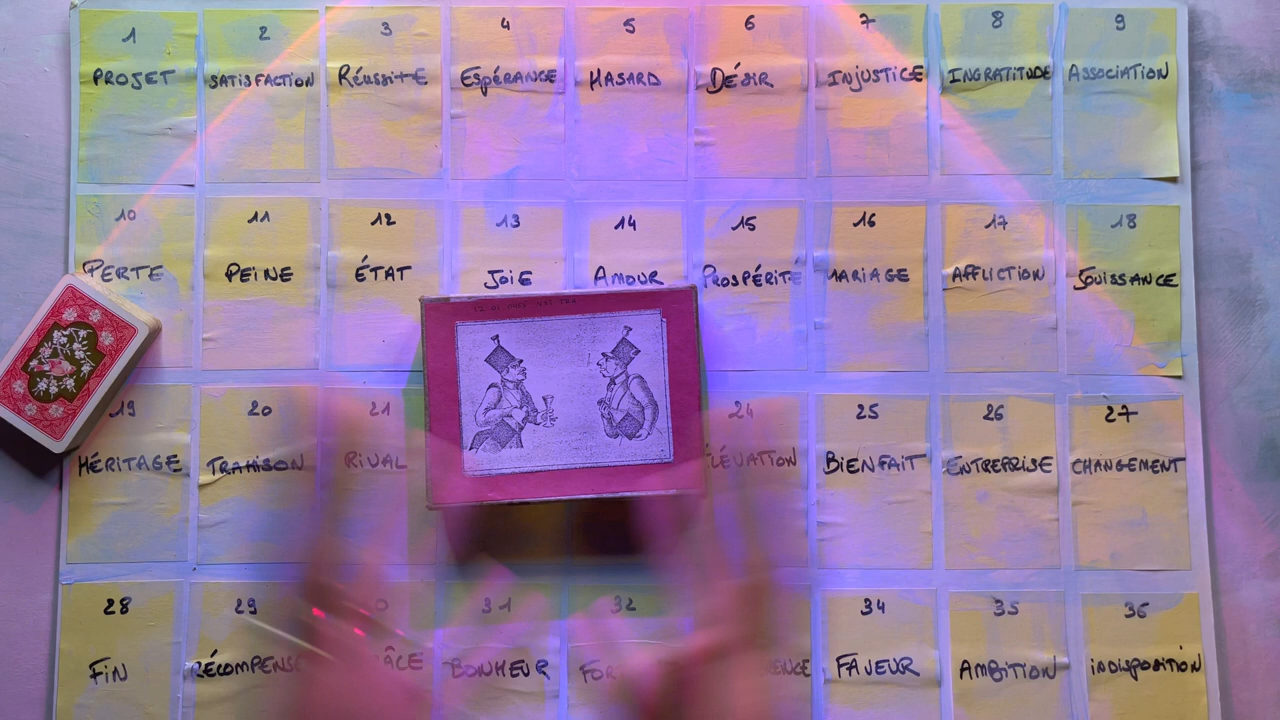 1 2 3 4 5 6 7 8 9
PROJET SATISFACTION RÉUSSITE ESPÉRANCE HASARD DÉSIR INJUSTICE INGRATITUDE ASSOCIATION
10 11 12 13 14 15 16 17 18
PERTE PEINE ÉTAT JOIE AMOUR PROSPÉRITÉ MARIAGE AFFLICTION JOUISSANCE
19 20 21 24 25 26 27
HÉRITAGE TRAHISON RIVAL ÉLÉVATION BIENFAIT ENTREPRISE CHANGEMENT
28 29 31 32 34 35 36
FIN RÉCOMPENSE BONHEUR FAVEUR AMBITION INDISPOSITION